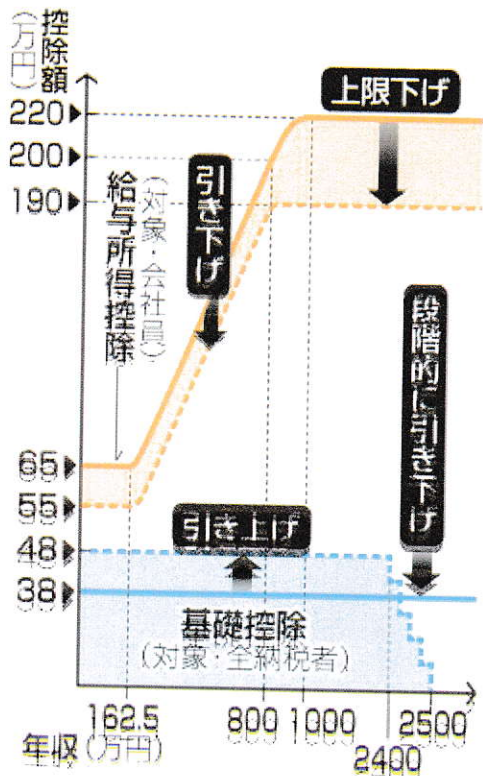 控除額
(万円)
220
200
190
65
55
48
38
上限下げ
引き下げ
給与所得控除
(対象・会社員)
段階的に引き下げ
引き上げ
基礎控除
(対象:全納税者)
162.5
800
1000
2400
2500
年収(万円)